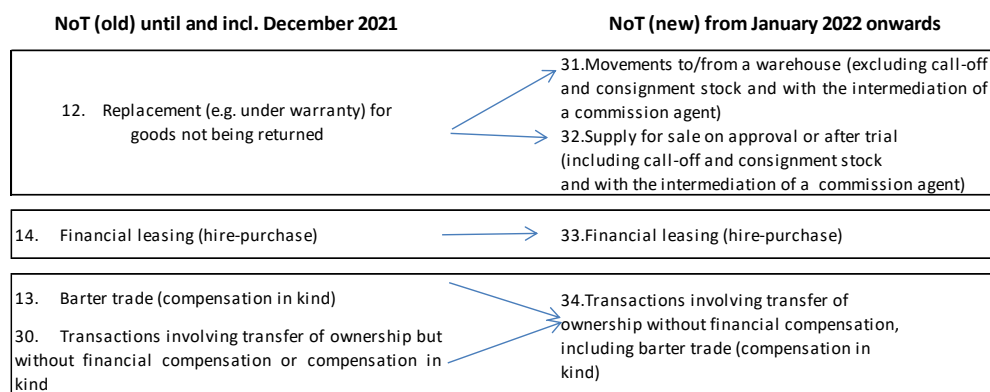 NoT (old) until and incl. December 2021
NoT (new) from January 2022 onwards
12. Replacement (e.g. under warranty) for
goods not being returned
31.Movements to/from a warehouse (excluding call-off
and consignment stock and with the intermediation of
a commission agent)
32.Supply for sale on approval or after trial
(including call-off and consignment stock
and with the intermediation of a commission agent)
14. Financial leasing (hire-purchase)
33.Financial leasing (hire-purchase)
13. Barter trade (compensation in kind)
30. Transactions involving transfer of ownership but
without financial compensation or compensation in
kind
34.Transactions involving transfer of
ownership without financial compensation,
including barter trade (compensation in
kind)